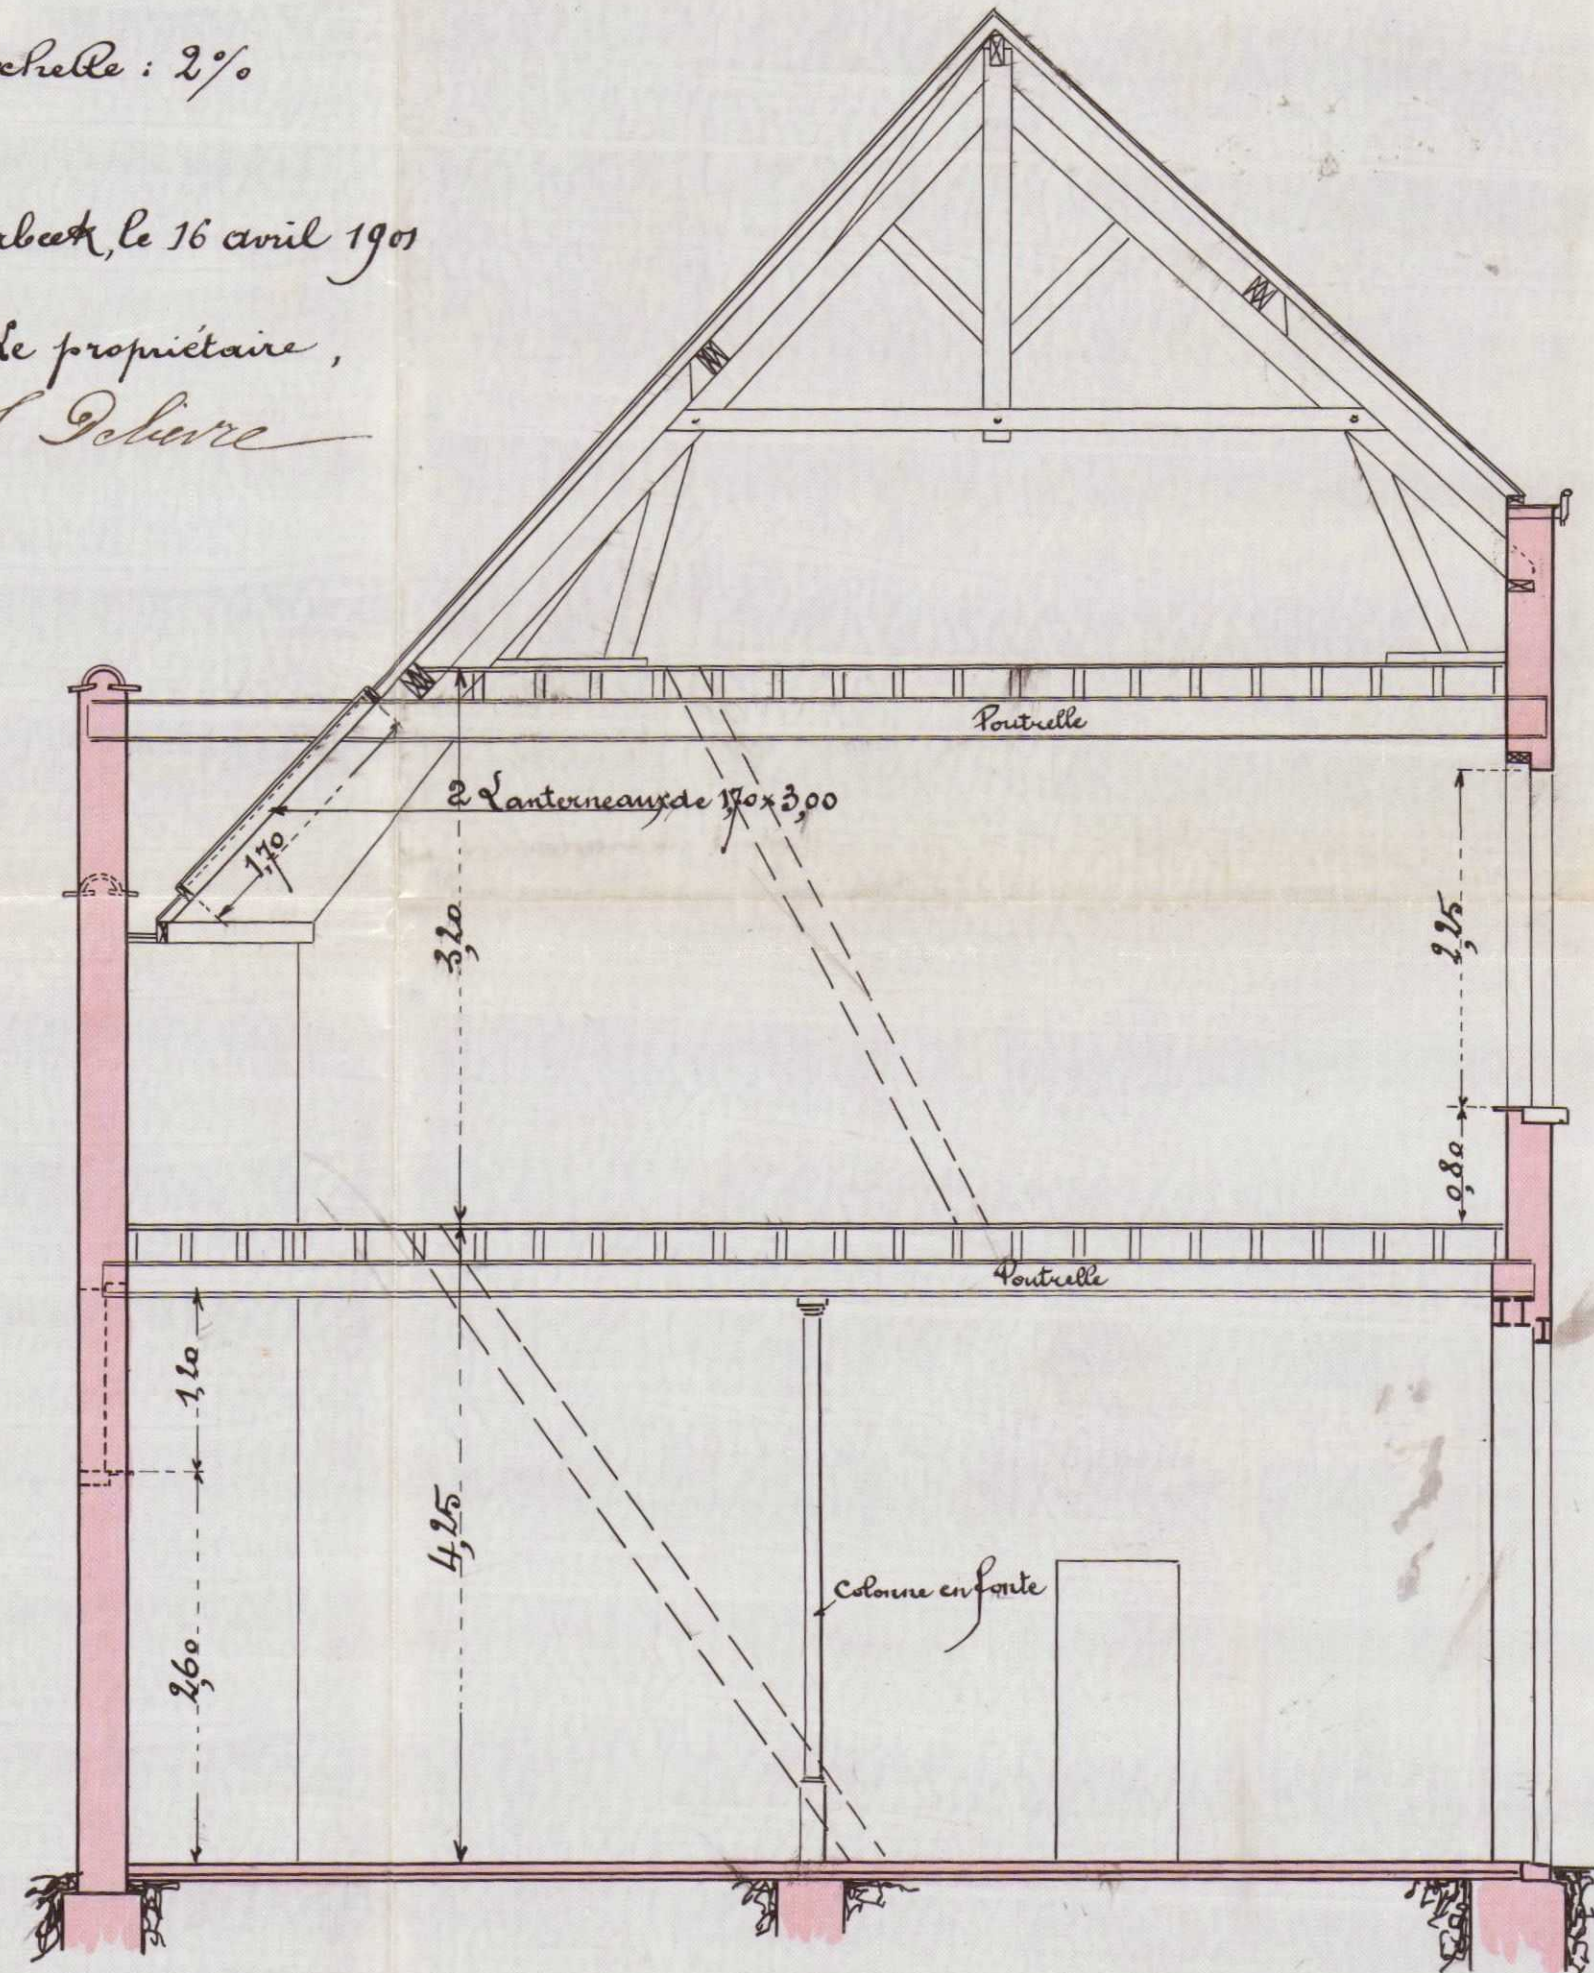 chelle : 2%
rbeek, le 16 avril 1901
Le propriétaire,
Delievre
Poutrelle
2 Lanterneaux de 1,70 x 3,00
1,70
3,20
2,25
0,80
Poutrelle
1,20
4,25
Colonne en fonte
2,60